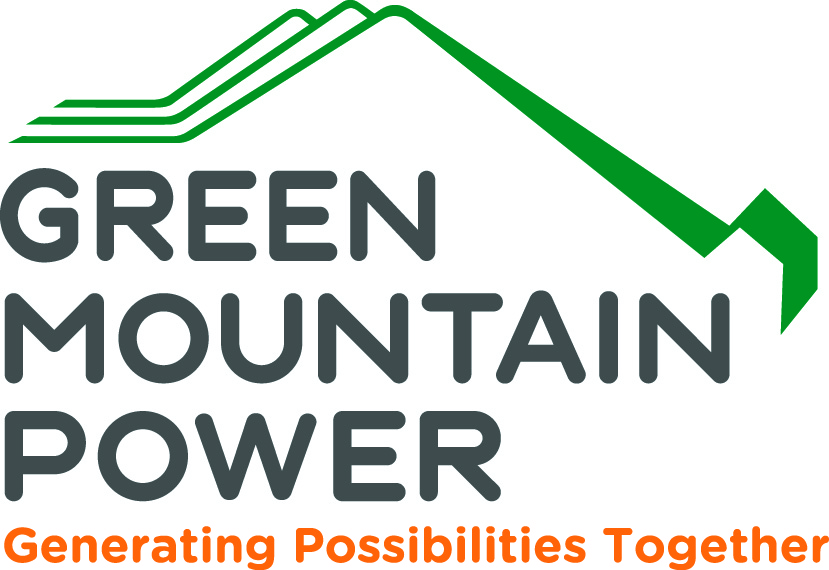 GREEN
MOUNTAIN
POWER
Generating Possibilities Together